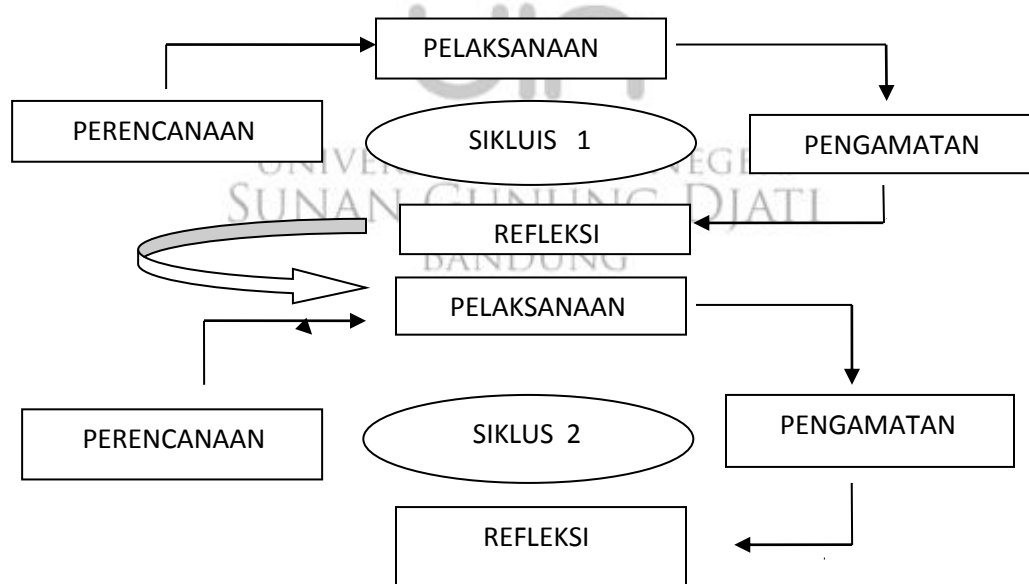 PELAKSANAAN
PERENCANAAN
SIKLUIS 1
PENGAMATAN
SUNAN GUNUNG DJATI
REFLEKSI
BANDUNG
PELAKSANAAN
PERENCANAAN
SIKLUS 2
PENGAMATAN
REFLEKSI